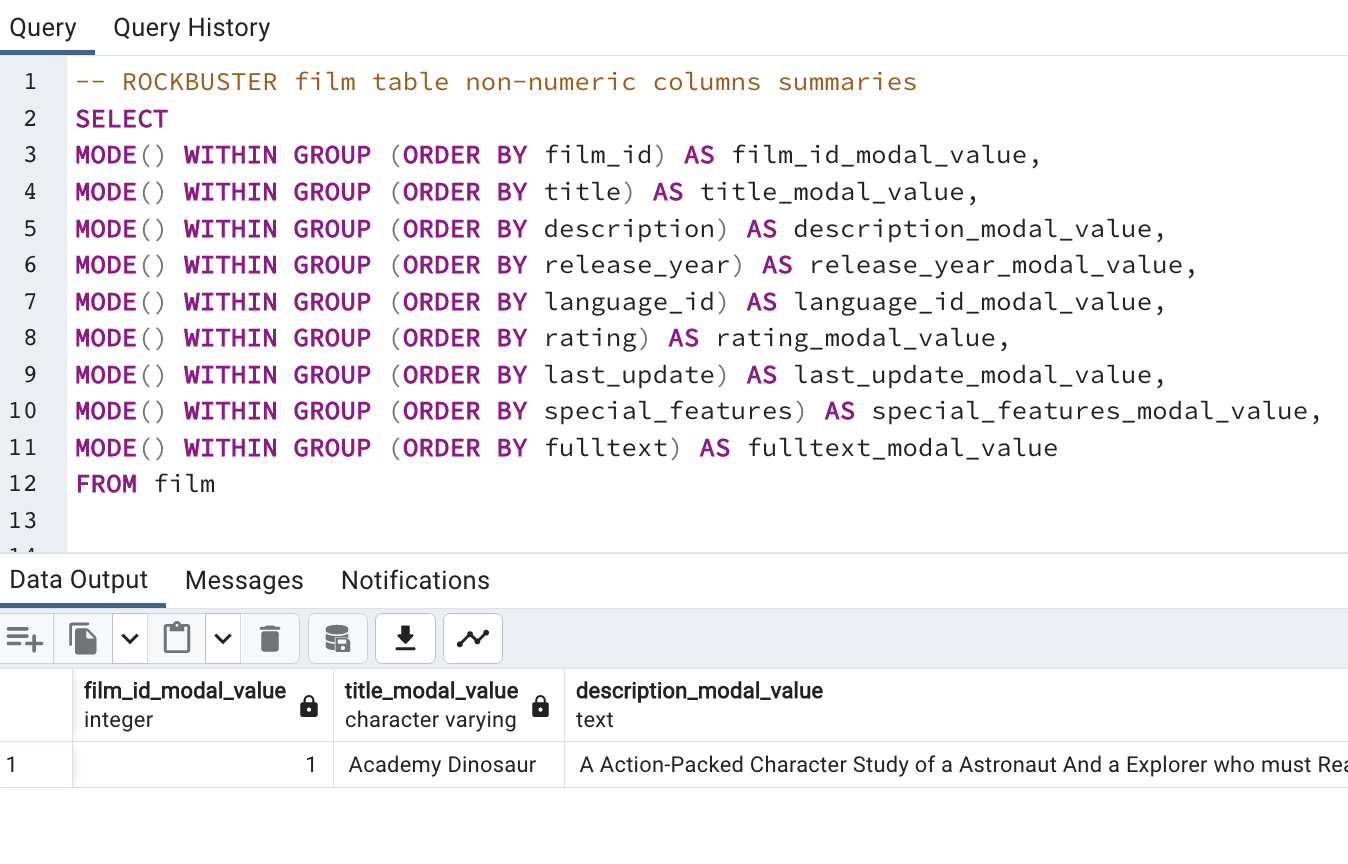 Query Query History
1 -- ROCKBUSTER film table non-numeric columns summaries
2 SELECT
3 MODE() WITHIN GROUP (ORDER BY film_id) AS film_id_modal_value,
4 MODE() WITHIN GROUP (ORDER BY title) AS title_modal_value,
5 MODE() WITHIN GROUP (ORDER BY description) AS description_modal_value,
6 MODE() WITHIN GROUP (ORDER BY release_year) AS release_year_modal_value,
7 MODE() WITHIN GROUP (ORDER BY language_id) AS language_id_modal_value,
8 MODE() WITHIN GROUP (ORDER BY rating) AS rating_modal_value,
9 MODE() WITHIN GROUP (ORDER BY last_update) AS last_update_modal_value,
10 MODE() WITHIN GROUP (ORDER BY special_features) AS special_features_modal_value,
11 MODE() WITHIN GROUP (ORDER BY fulltext) AS fulltext_modal_value
12 FROM film
13
Data Output Messages Notifications
film_id_modal_value title_modal_value description_modal_value
integer character varying text
1 1 Academy Dinosaur A Action-Packed Character Study of a Astronaut And a Explorer who must